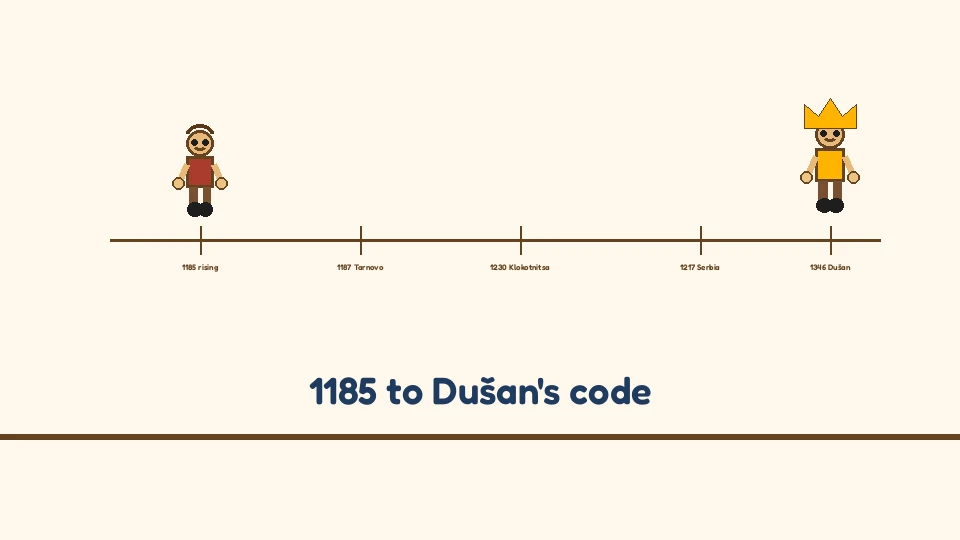 1185 rising
1187 Tarnovo
1230 Klokotnitsa
1217 Serbia
1346 Dušan
1185 to Dušan's code